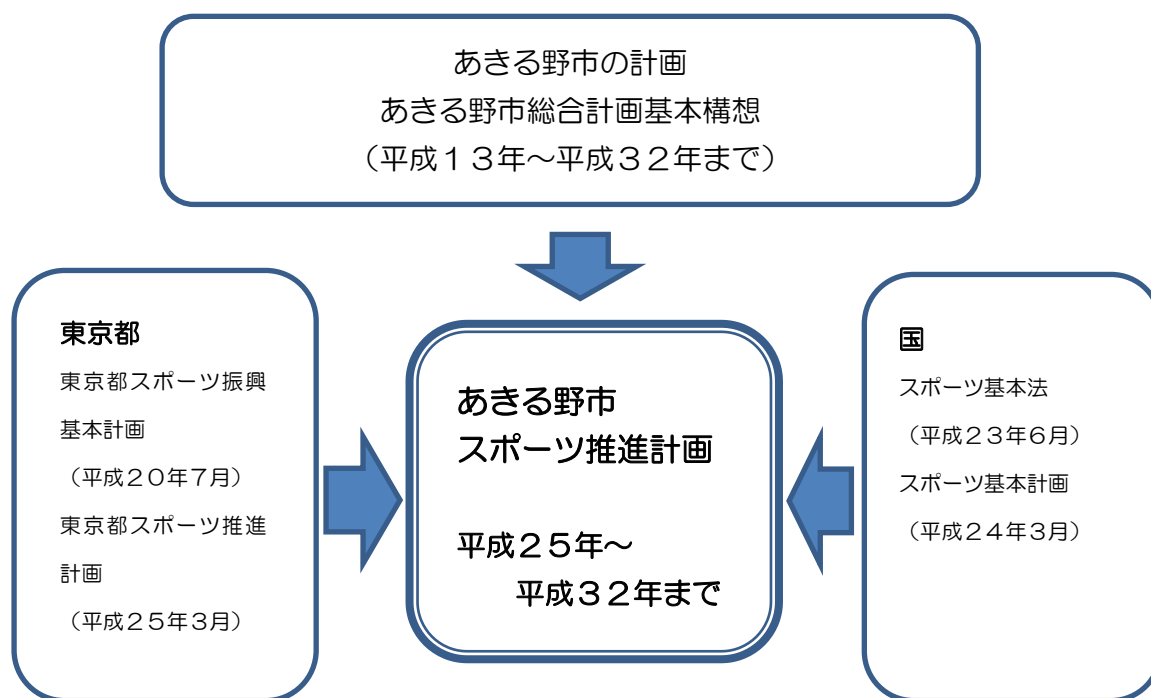 あきる野市の計画
あきる野市総合計画基本構想
（平成１３年～平成３２年まで）
東京都
東京都スポーツ振興
基本計画
（平成２０年７月）
東京都スポーツ推進
計画
（平成２５年３月）
あきる野市
スポーツ推進計画
平成２５年～
平成３２年まで
国
スポーツ基本法
（平成２３年６月）
スポーツ基本計画
（平成２４年３月）